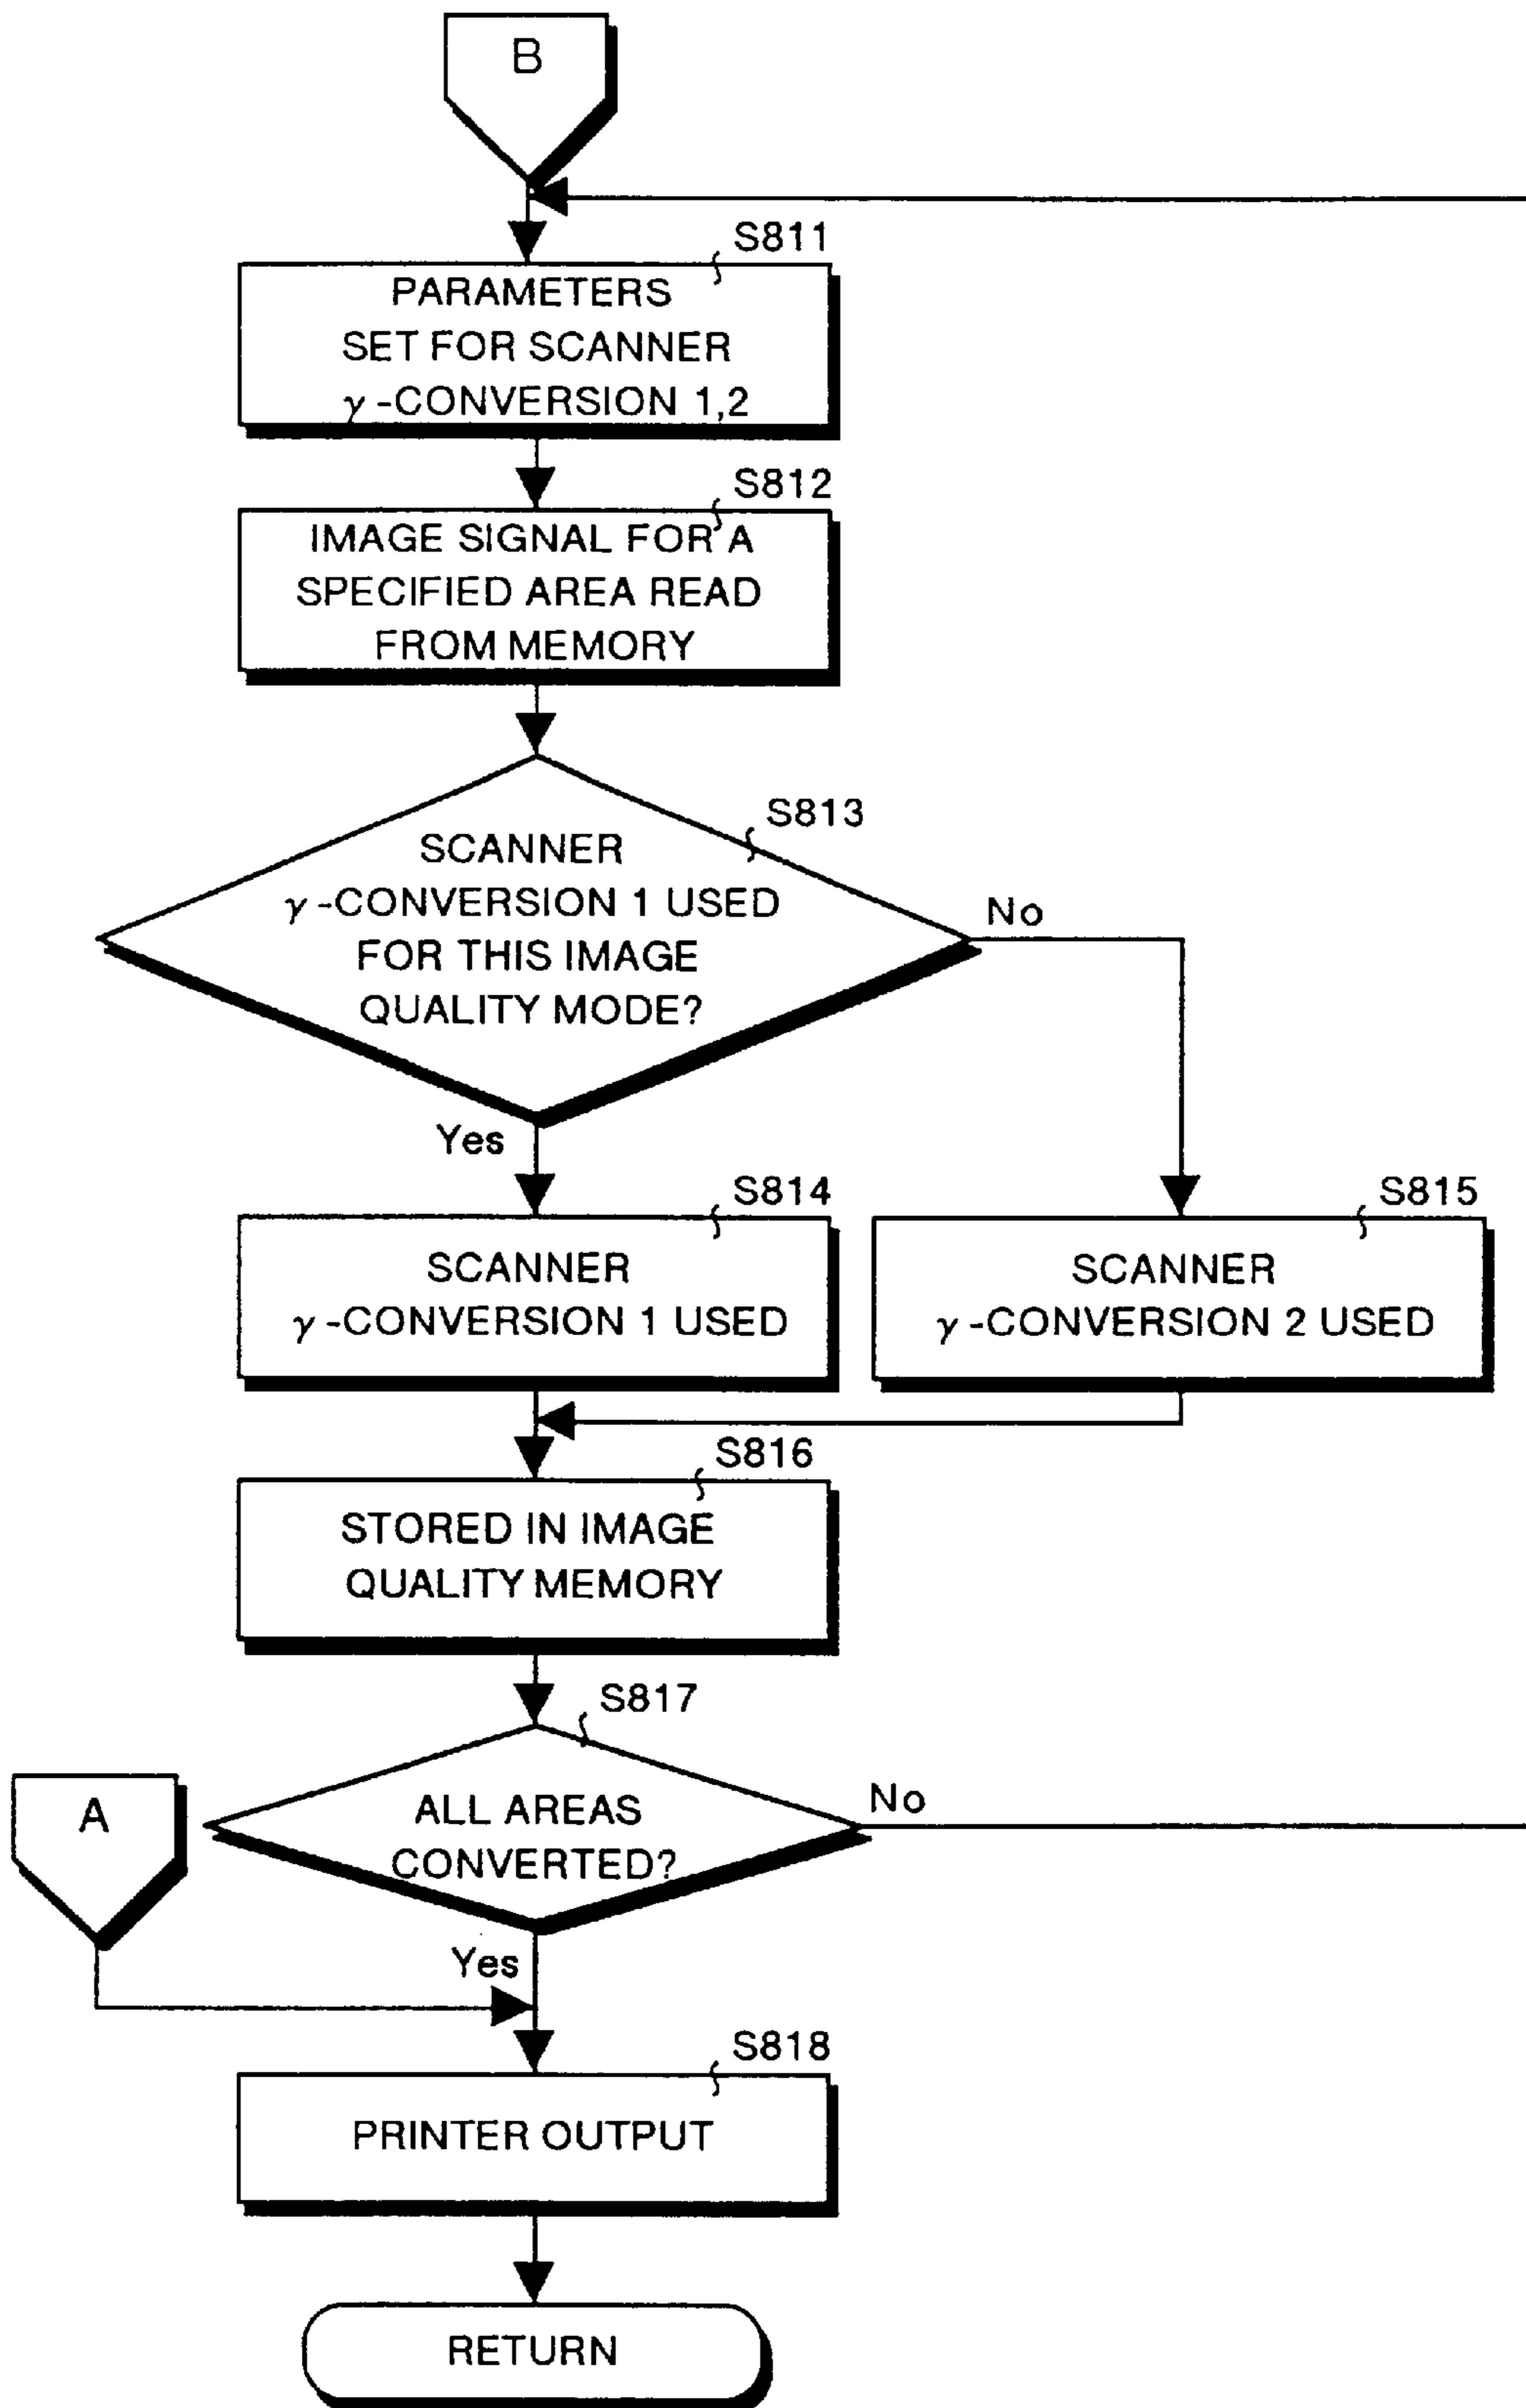 B
S811
PARAMETERS
SET FOR SCANNER
γ-CONVERSION 1,2
S812
IMAGE SIGNAL FOR A
SPECIFIED AREA READ
FROM MEMORY
S813
SCANNER
γ-CONVERSION 1 USED
FOR THIS IMAGE
QUALITY MODE?
No
Yes
S814
SCANNER
γ-CONVERSION 1 USED
S815
SCANNER
γ-CONVERSION 2 USED
S816
STORED IN IMAGE
QUALITY MEMORY
S817
ALL AREAS
CONVERTED?
No
A
Yes
S818
PRINTER OUTPUT
RETURN